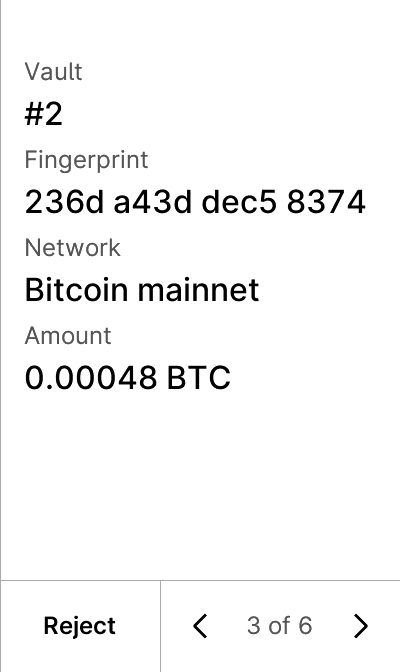 Vault
#2
Fingerprint
236d a43d dec5 8374
Network
Bitcoin mainnet
Amount
0.00048 BTC
Reject
3 of 6